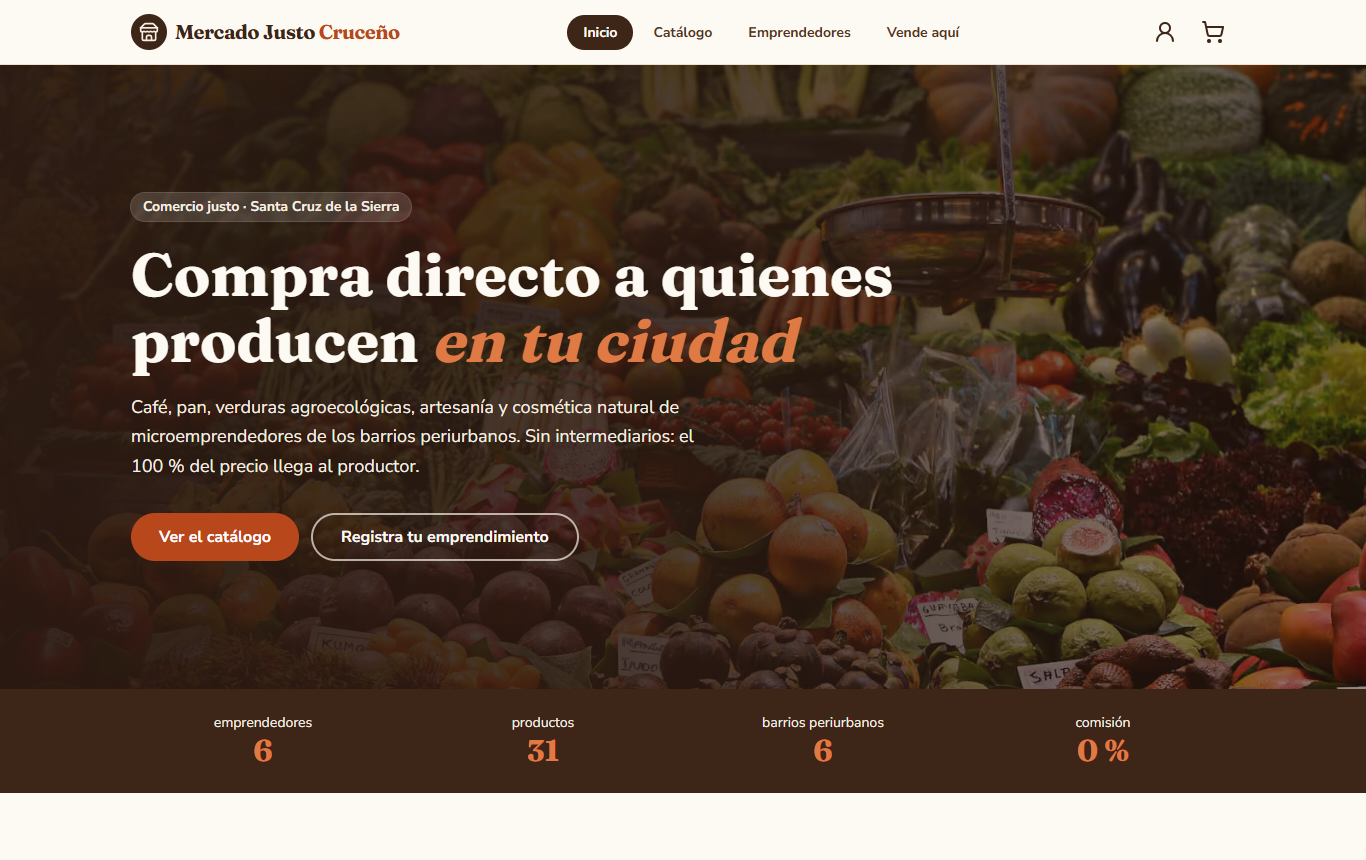 Mercado Justo Cruceño
Inicio
Catálogo
Emprendedores
Vende aquí
Comercio justo · Santa Cruz de la Sierra
Compra directo a quienes
producen en tu ciudad
Café, pan, verduras agroecológicas, artesanía y cosmética natural de
microemprendedores de los barrios periurbanos. Sin intermediarios: el
100 % del precio llega al productor.
Ver el catálogo
Registra tu emprendimiento
KUMO
emprendedores
6
productos
31
barrios periurbanos
6
comisión
0 %